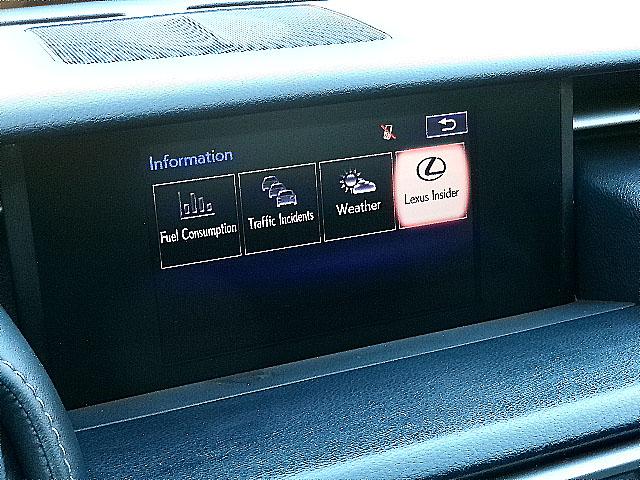 Information
Fuel Consumption
Traffic Incidents
Weather
Lexus Insider